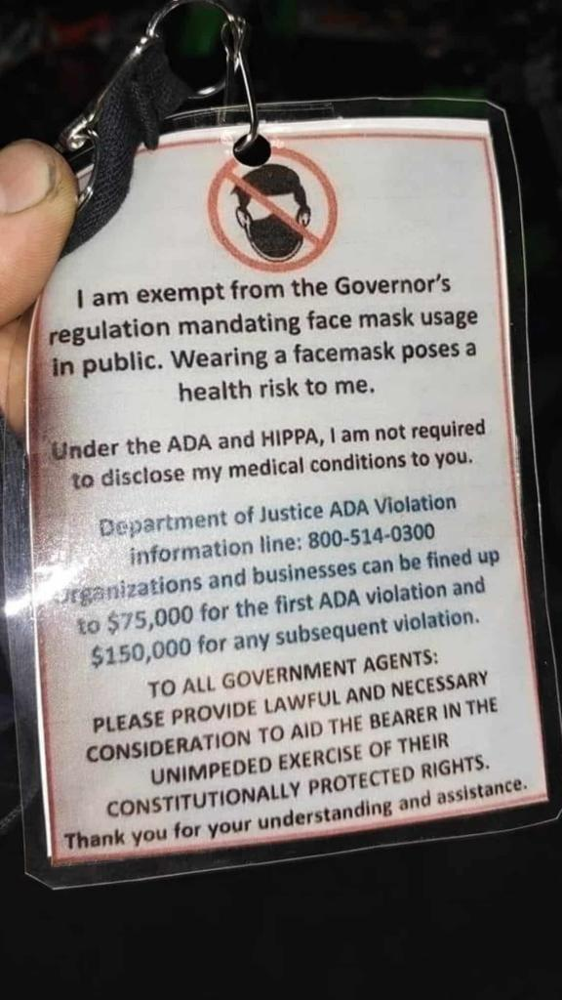 I am exempt from the Governor's
regulation mandating face mask usage
in public. Wearing a facemask poses a
health risk to me.
Under the ADA and HIPPA, I am not required
to disclose my medical conditions to you.
Department of Justice ADA Violation
information line: 800-514-0300
Organizations and businesses can be fined up
to $75,000 for the first ADA violation and
$150,000 for any subsequent violation.
TO ALL GOVERNMENT AGENTS:
PLEASE PROVIDE LAWFUL AND NECESSARY
CONSIDERATION TO AID THE BEARER IN THE
UNIMPEDED EXERCISE OF THEIR
CONSTITUTIONALLY PROTECTED RIGHTS.
Thank you for your understanding and assistance.